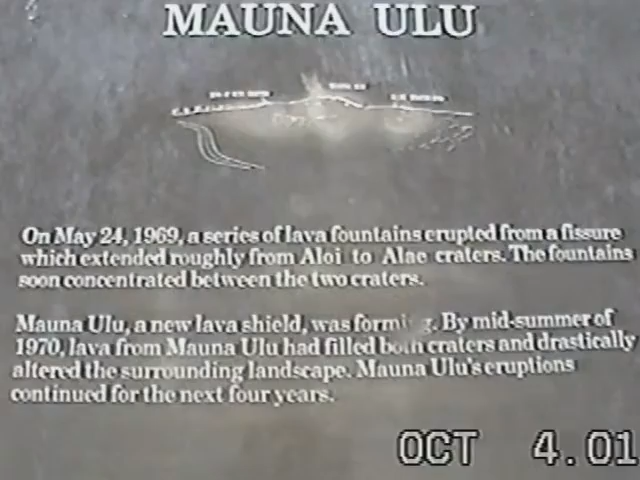 MAUNA ULU
On May 24, 1969, a series of lava fountains erupted from a fissure
which extended roughly from Aloi to Alae craters. The fountains
soon concentrated between the two craters.
Mauna Ulu, a new lava shield, was forming. By mid-summer of
1970, lava from Mauna Ulu had filled both craters and drastically
altered the surrounding landscape. Mauna Ulu's eruptions
continued for the next four years.
OCT 4.01